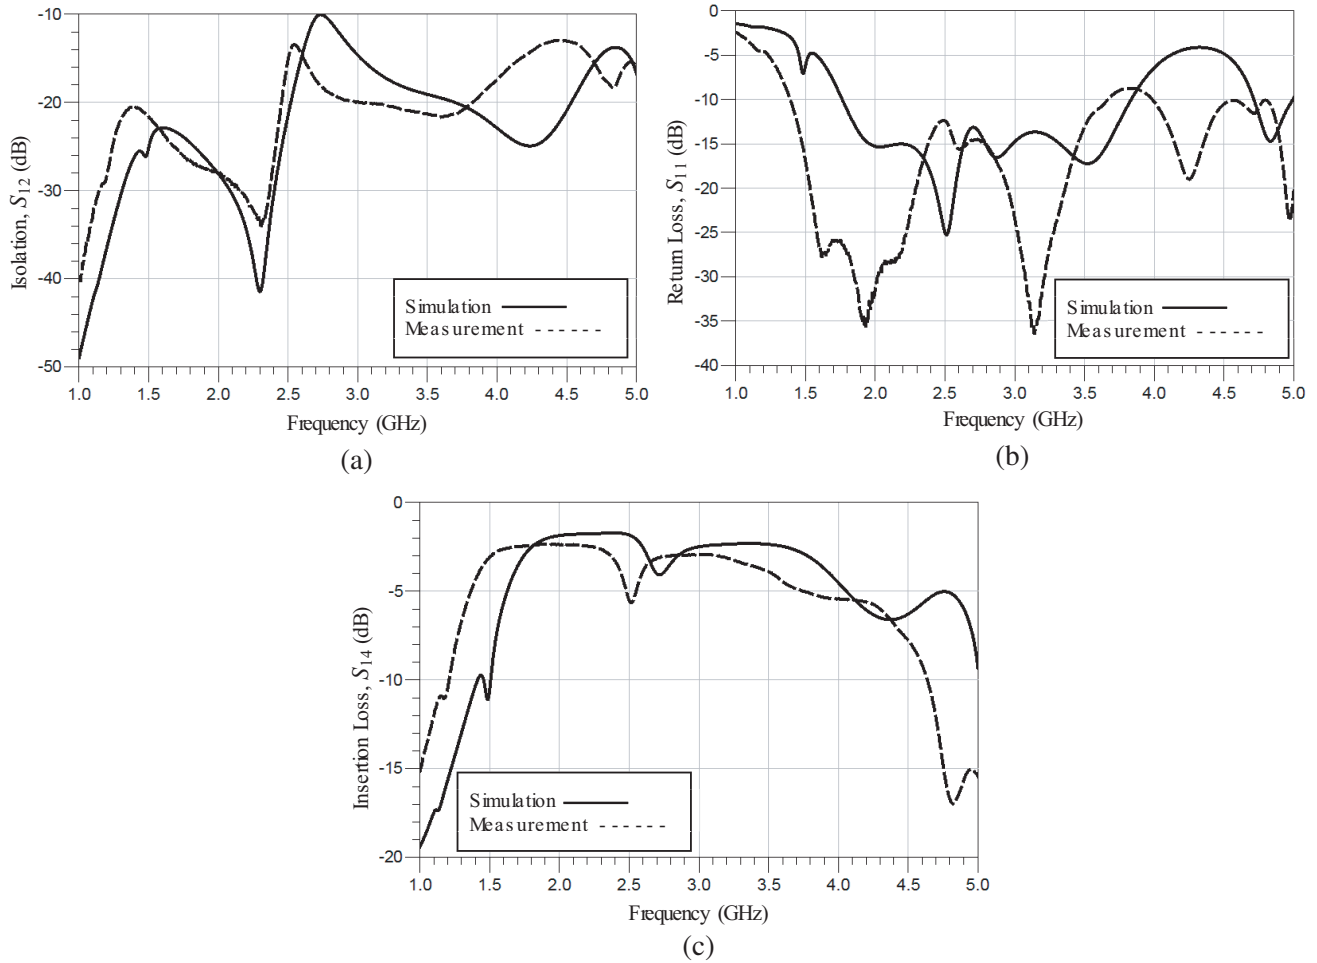 -10
-20
-30
-40
-50
Isolation, S12 (dB)
Simulation
Measurement
1.0 1.5 2.0 2.5 3.0 3.5 4.0 4.5 5.0
Frequency (GHz)
(a)
0
-5
-10
-15
-20
-25
-30
-35
-40
Return Loss, S11 (dB)
Simulation
Measurement
1.0 1.5 2.0 2.5 3.0 3.5 4.0 4.5 5.0
Frequency (GHz)
(b)
0
-5
-10
-15
-20
Insertion Loss, S14 (dB)
Simulation
Measurement
1.0 1.5 2.0 2.5 3.0 3.5 4.0 4.5 5.0
Frequency (GHz)
(c)